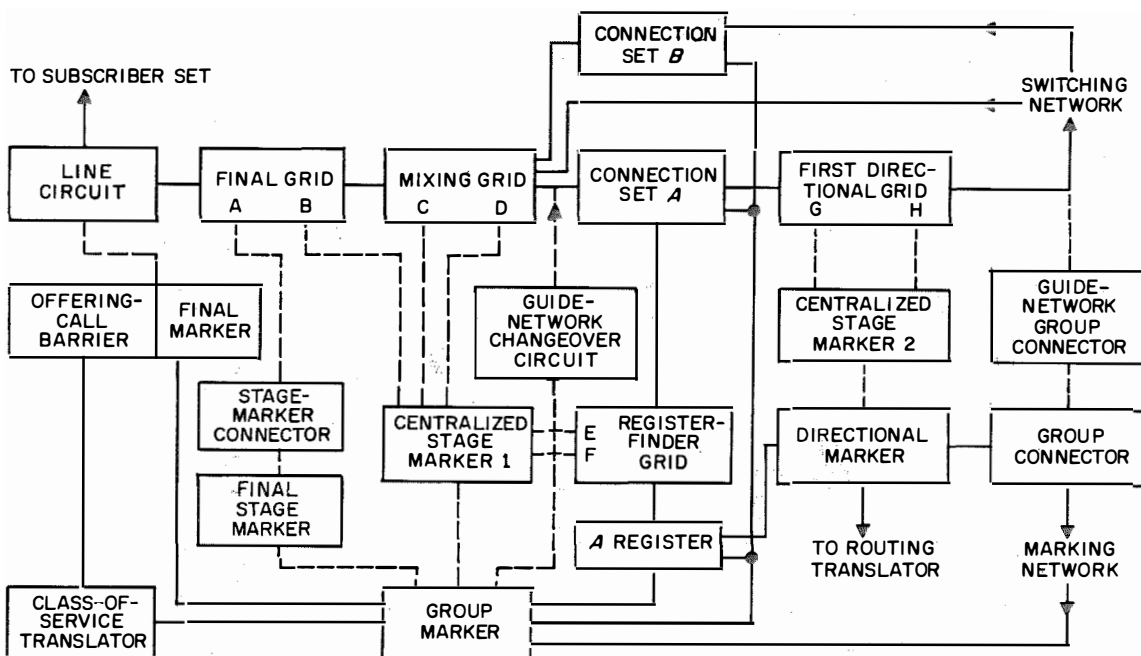 CONNECTION
SET B
TO SUBSCRIBER SET
SWITCHING
NETWORK
LINE
CIRCUIT
FINAL GRID
A B
MIXING GRID
C D
CONNECTION
SET A
FIRST DIREC-
TIONAL GRID
G H
OFFERING-
CALL
BARRIER
FINAL
MARKER
GUIDE-
NETWORK
CHANGEOVER
CIRCUIT
CENTRALIZED
STAGE
MARKER 2
GUIDE-
NETWORK
GROUP
CONNECTOR
STAGE-
MARKER
CONNECTOR
CENTRALIZED
STAGE
MARKER 1
E
F
REGISTER-
FINDER
GRID
DIRECTIONAL
MARKER
GROUP
CONNECTOR
FINAL
STAGE
MARKER
A REGISTER
TO ROUTING
TRANSLATOR
MARKING
NETWORK
CLASS-OF-
SERVICE
TRANSLATOR
GROUP
MARKER